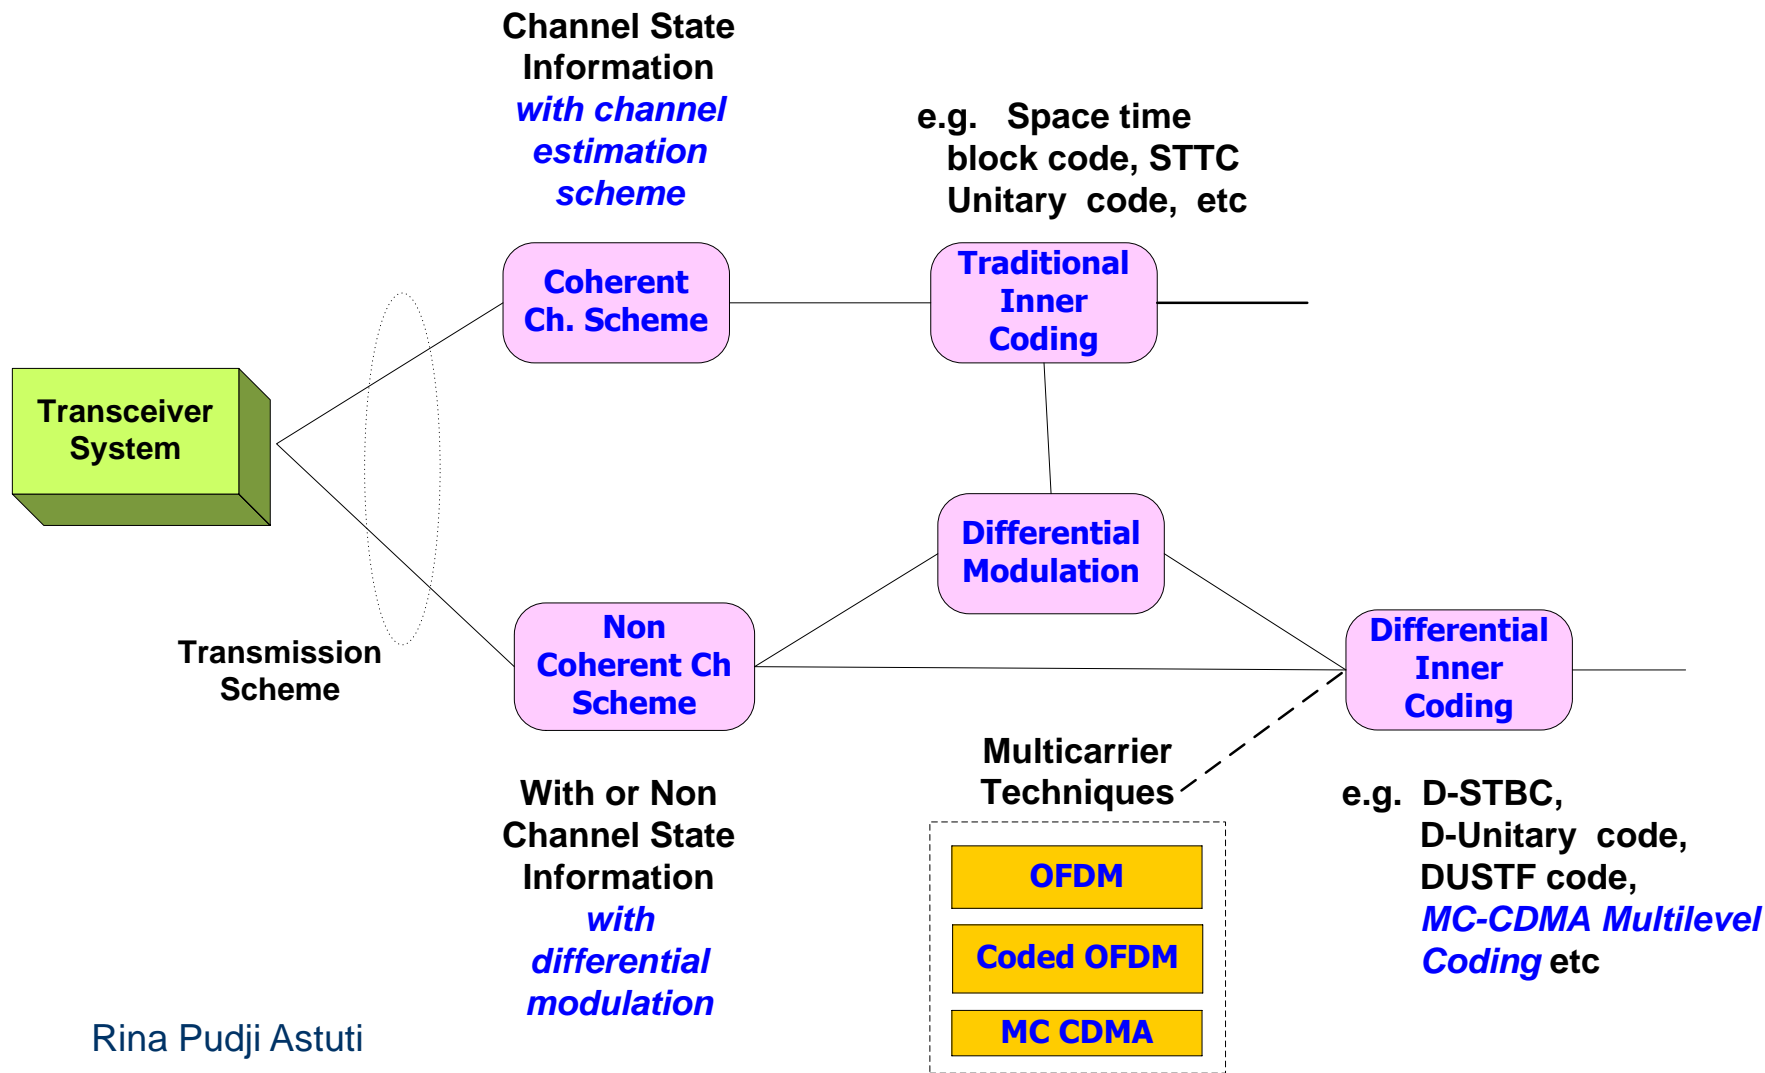 Channel State
Information
with channel
estimation
scheme
e.g. Space time
block code, STTC
Unitary code, etc
Coherent
Ch. Scheme
Traditional
Inner
Coding
Transceiver
System
Differential
Modulation
Transmission
Scheme
Non
Coherent Ch
Scheme
Differential
Inner
Coding
Multicarrier
Techniques
With or Non
Channel State
Information
with
differential
modulation
OFDM
Coded OFDM
MC CDMA
e.g. D-STBC,
D-Unitary code,
DUSTF code,
MC-CDMA Multilevel
Coding etc
Rina Pudji Astuti